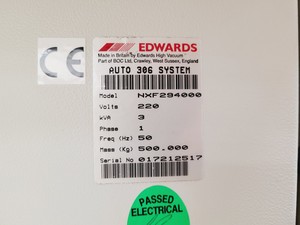 CE
EDWARDS
Made in Britain by Edwards High Vacuum
Part of BOC Ltd, Crawley, West Sussex, England
AUTO 306 SYSTEM
Model NXF294000
Volts 220
kVA 3
Phase 1
Freq (Hz) 50
Mass (Kg) 500.000
Serial No 017212517
PASSED
ELECTRICAL